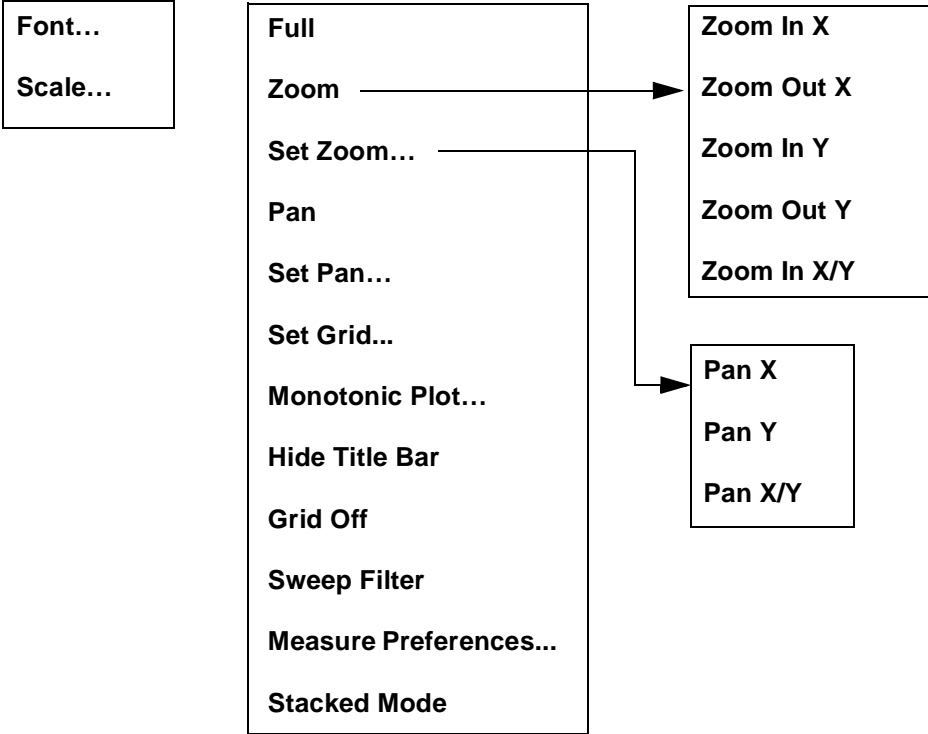 Font…
Scale…
Full
Zoom
Set Zoom…
Pan
Set Pan…
Set Grid...
Monotonic Plot…
Hide Title Bar
Grid Off
Sweep Filter
Measure Preferences...
Stacked Mode
Zoom In X
Zoom Out X
Zoom In Y
Zoom Out Y
Zoom In X/Y
Pan X
Pan Y
Pan X/Y